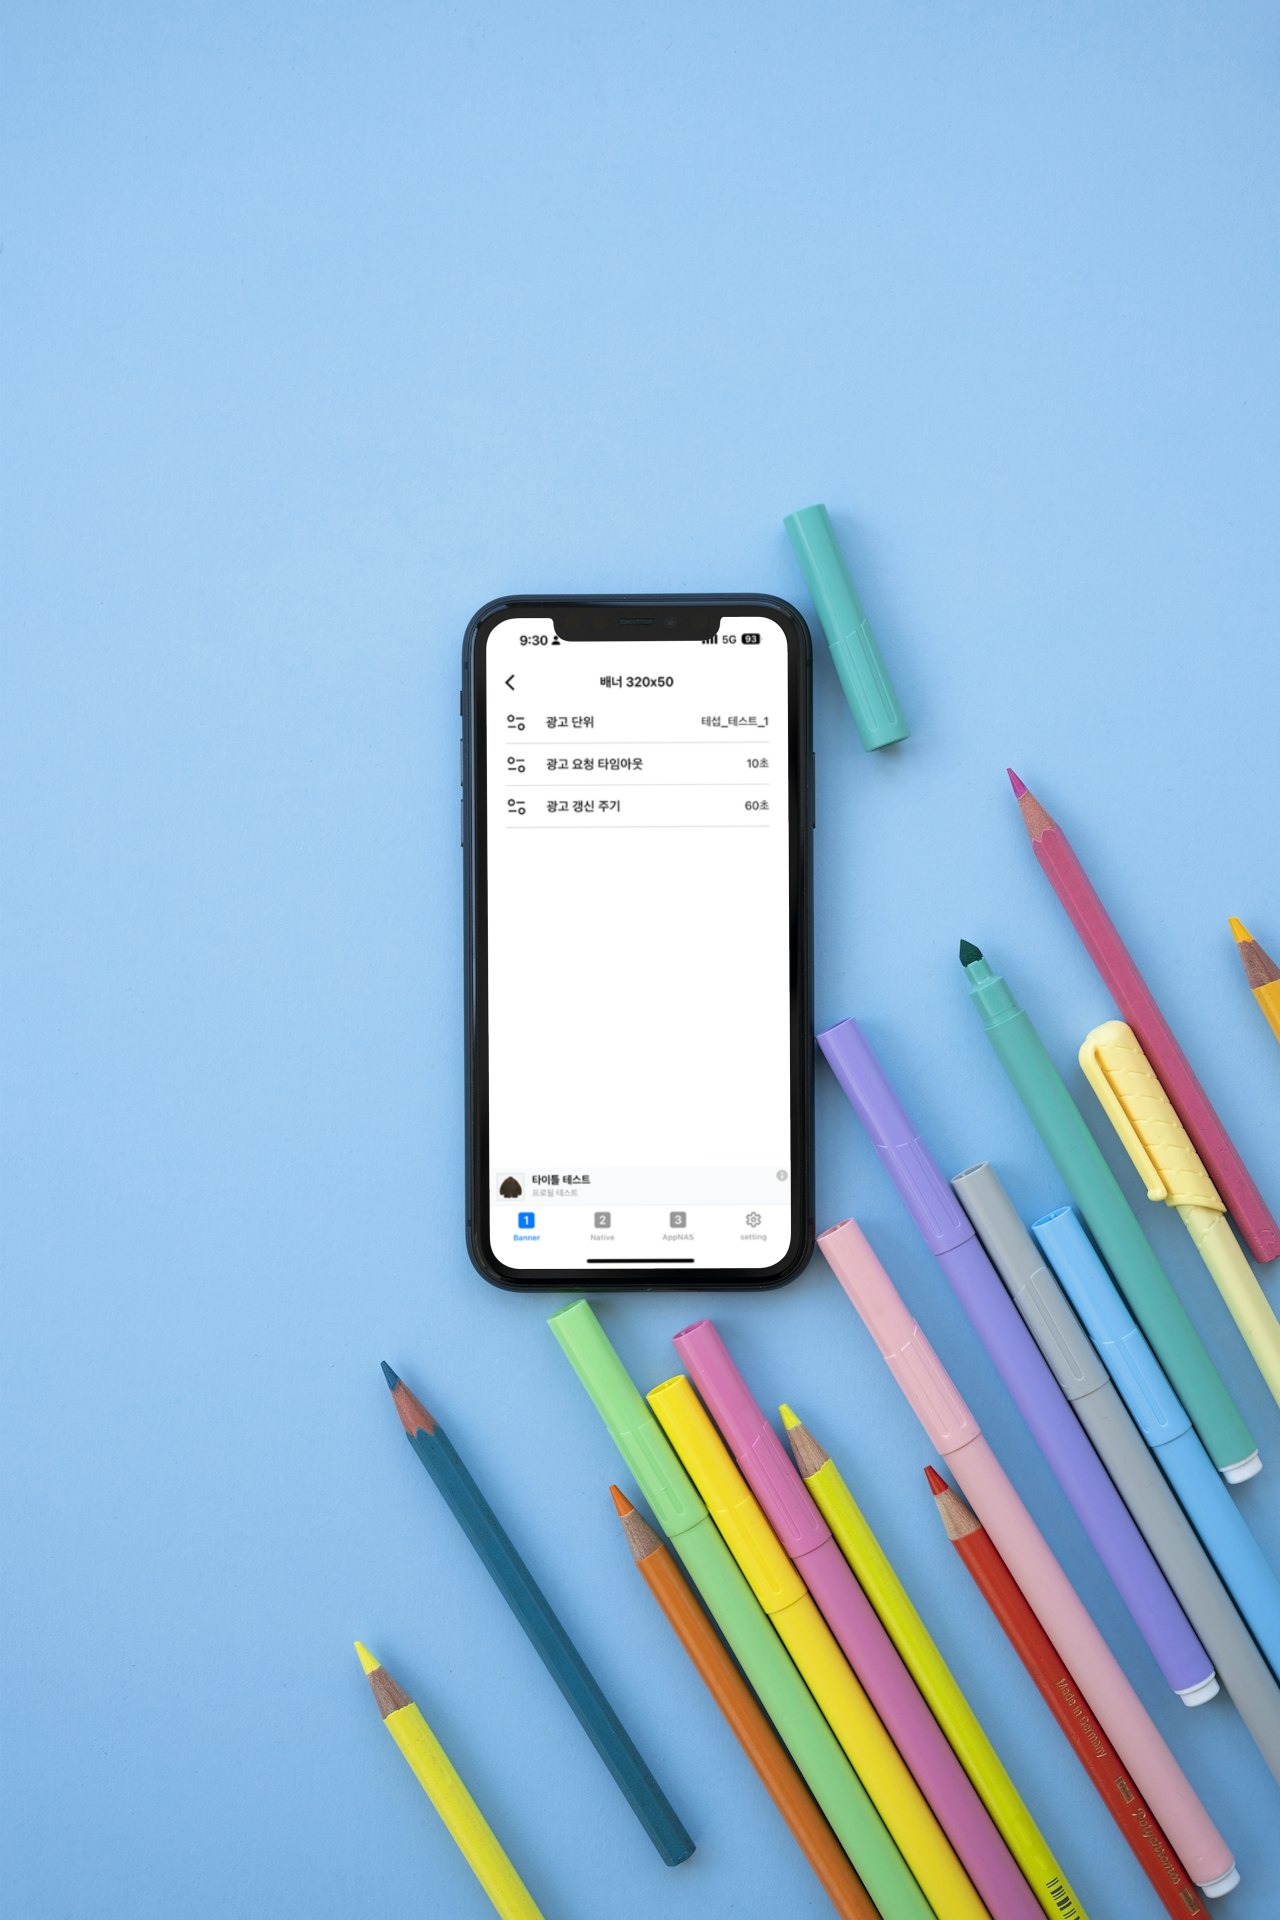 9:30 5G 93
배너 320x50
광고 단위 테섭_테스트_1
광고 요청 타임아웃 10초
광고 갱신 주기 60초
타이틀 테스트
프로필 테스트
1 2 3
Banner Native AppNAS setting
Made in Germany
Polychromos